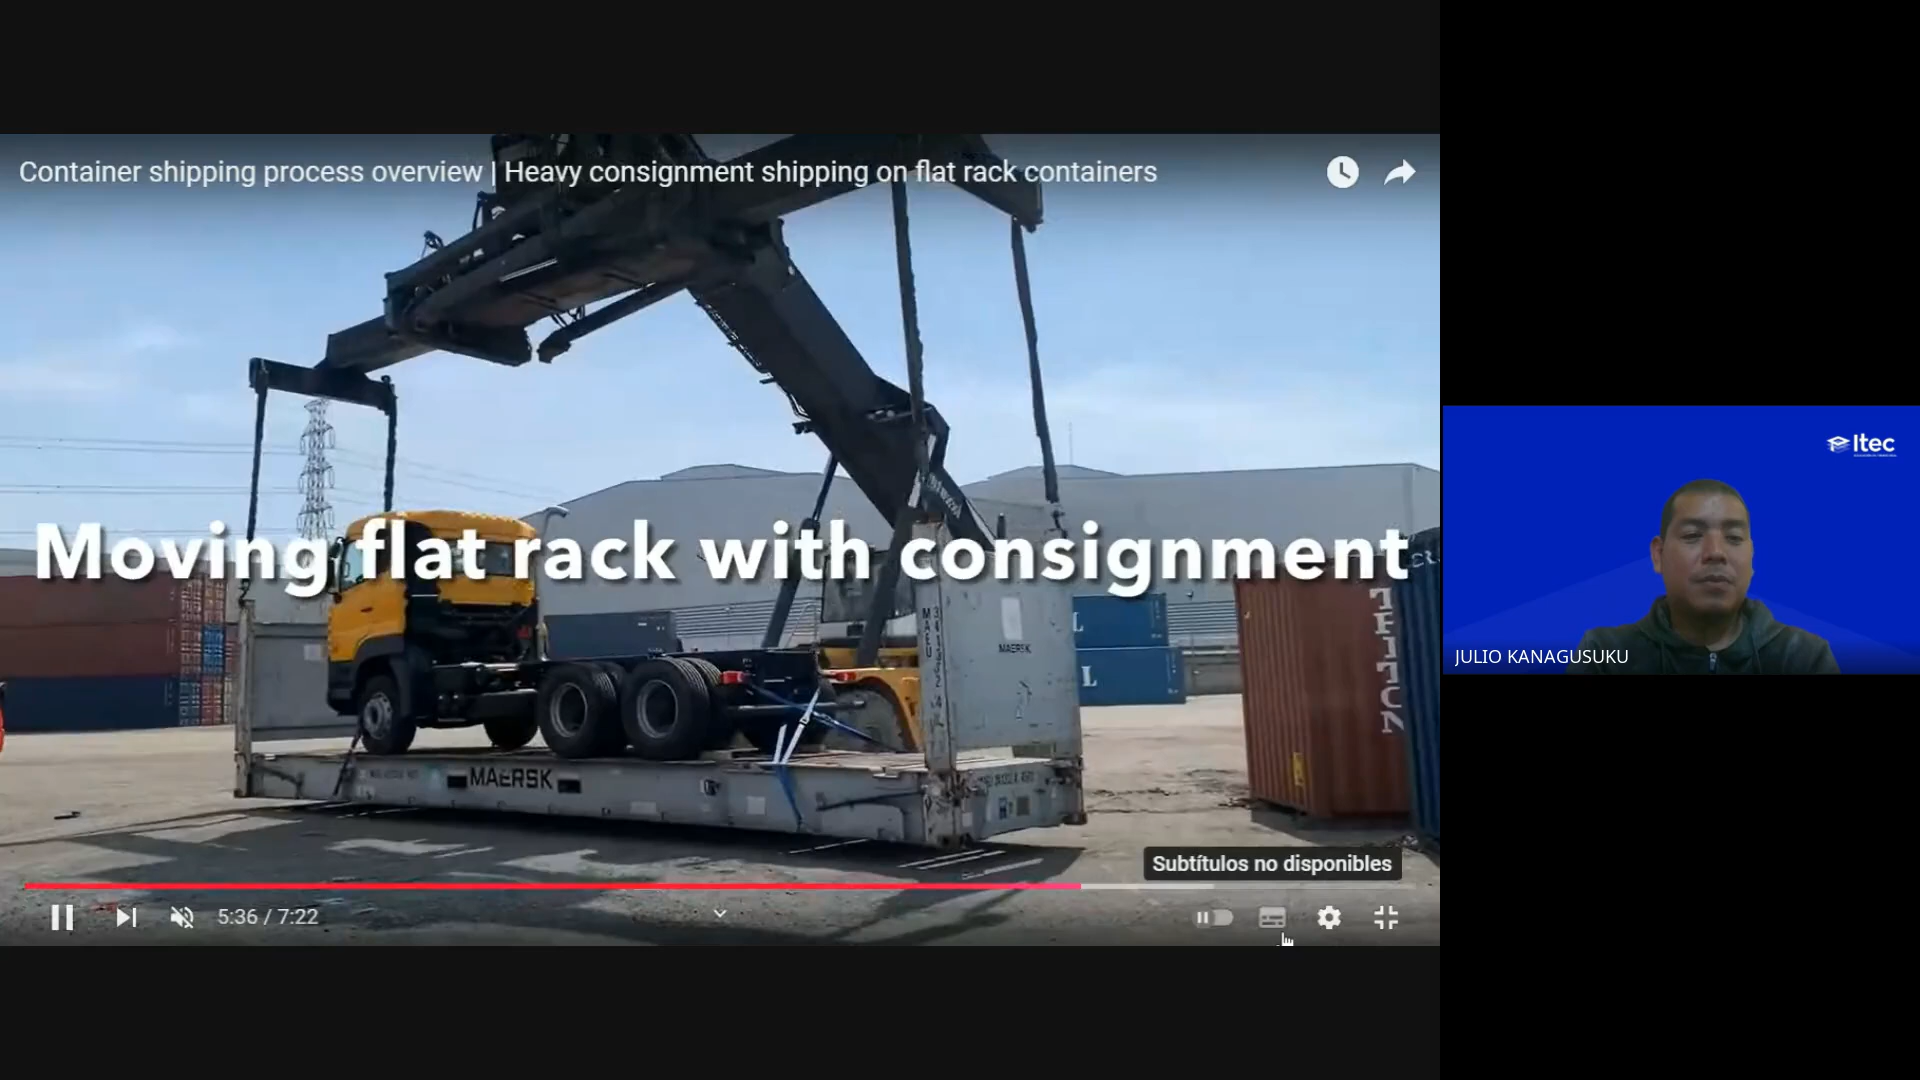 Container shipping process overview | Heavy consignment shipping on flat rack containers
Moving flat rack with consignment
MAERSK
MAERSK
MAEU
L
L
Subtítulos no disponibles
5:36 / 7:22
Itec
JULIO KANAGUSUKU